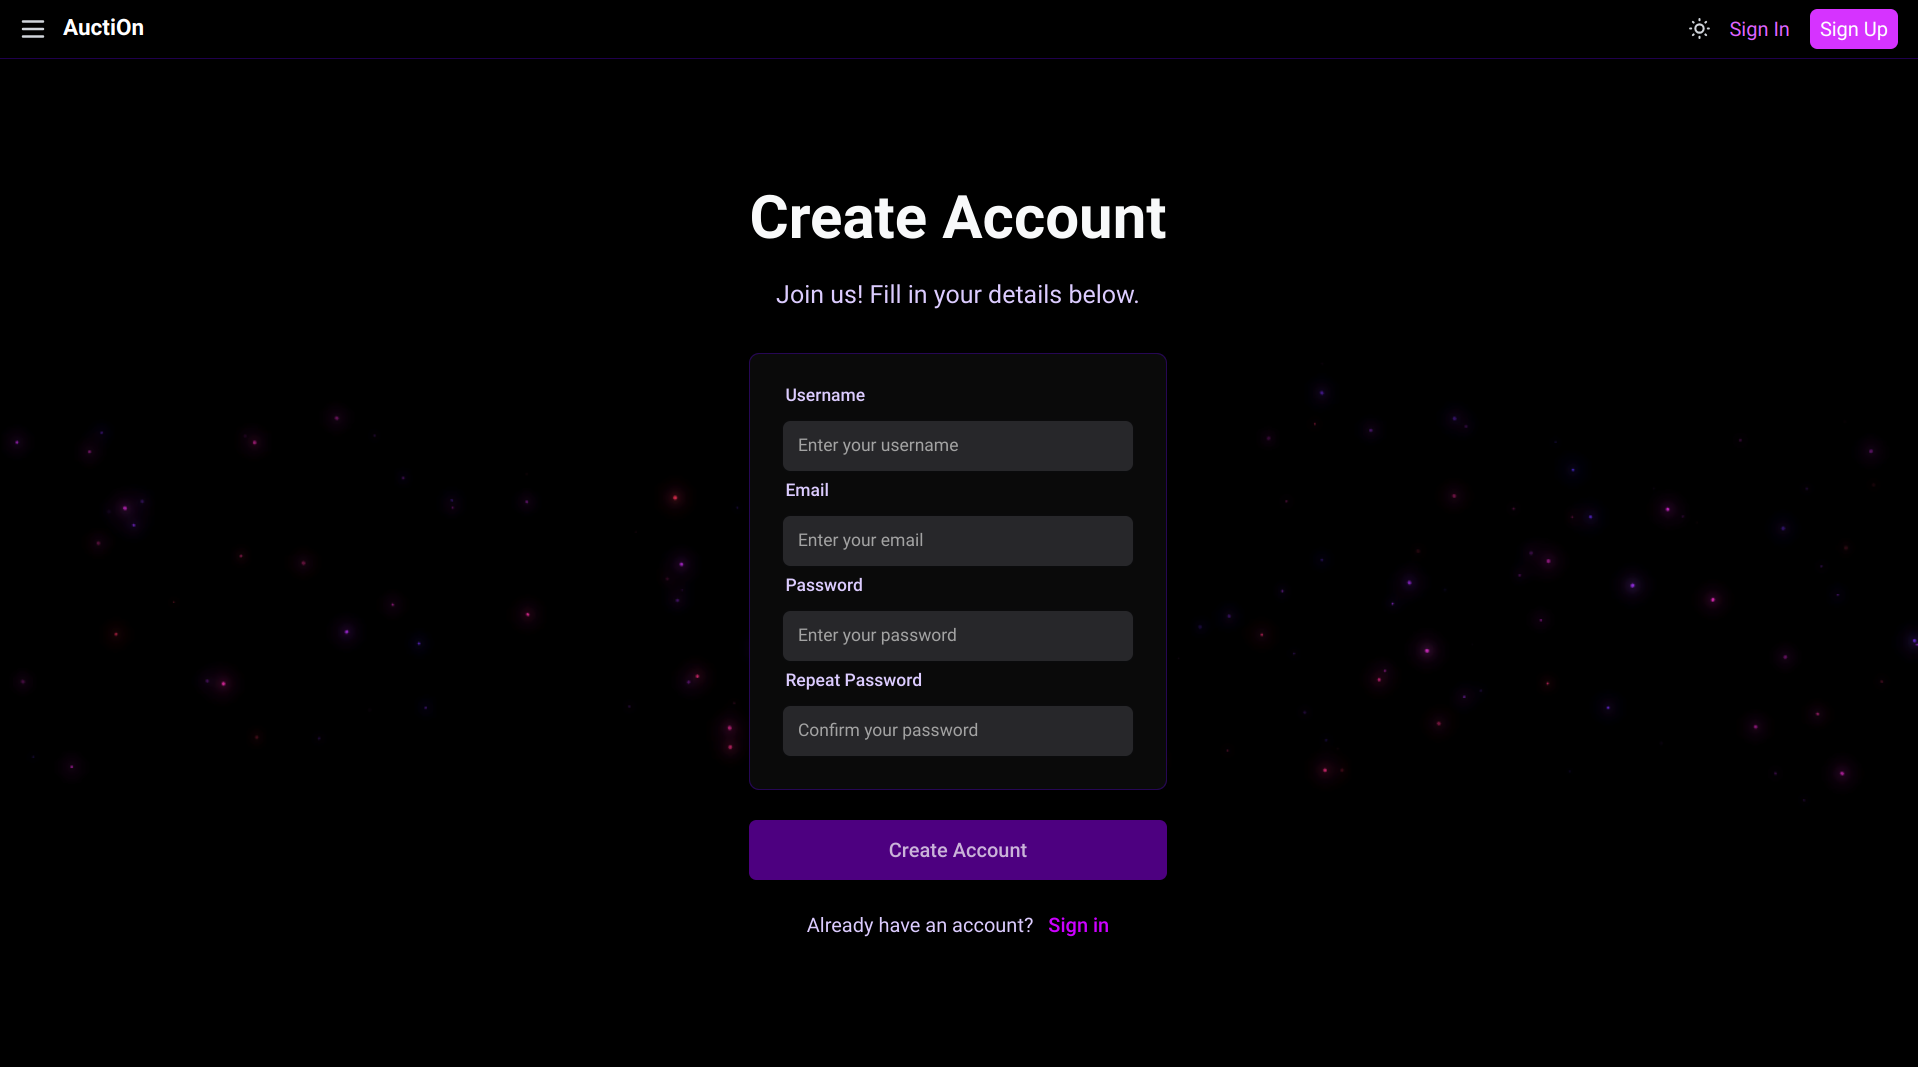 AuctiOn
Sign In
Sign Up
Create Account
Join us! Fill in your details below.
Username
Enter your username
Email
Enter your email
Password
Enter your password
Repeat Password
Confirm your password
Create Account
Already have an account? Sign in